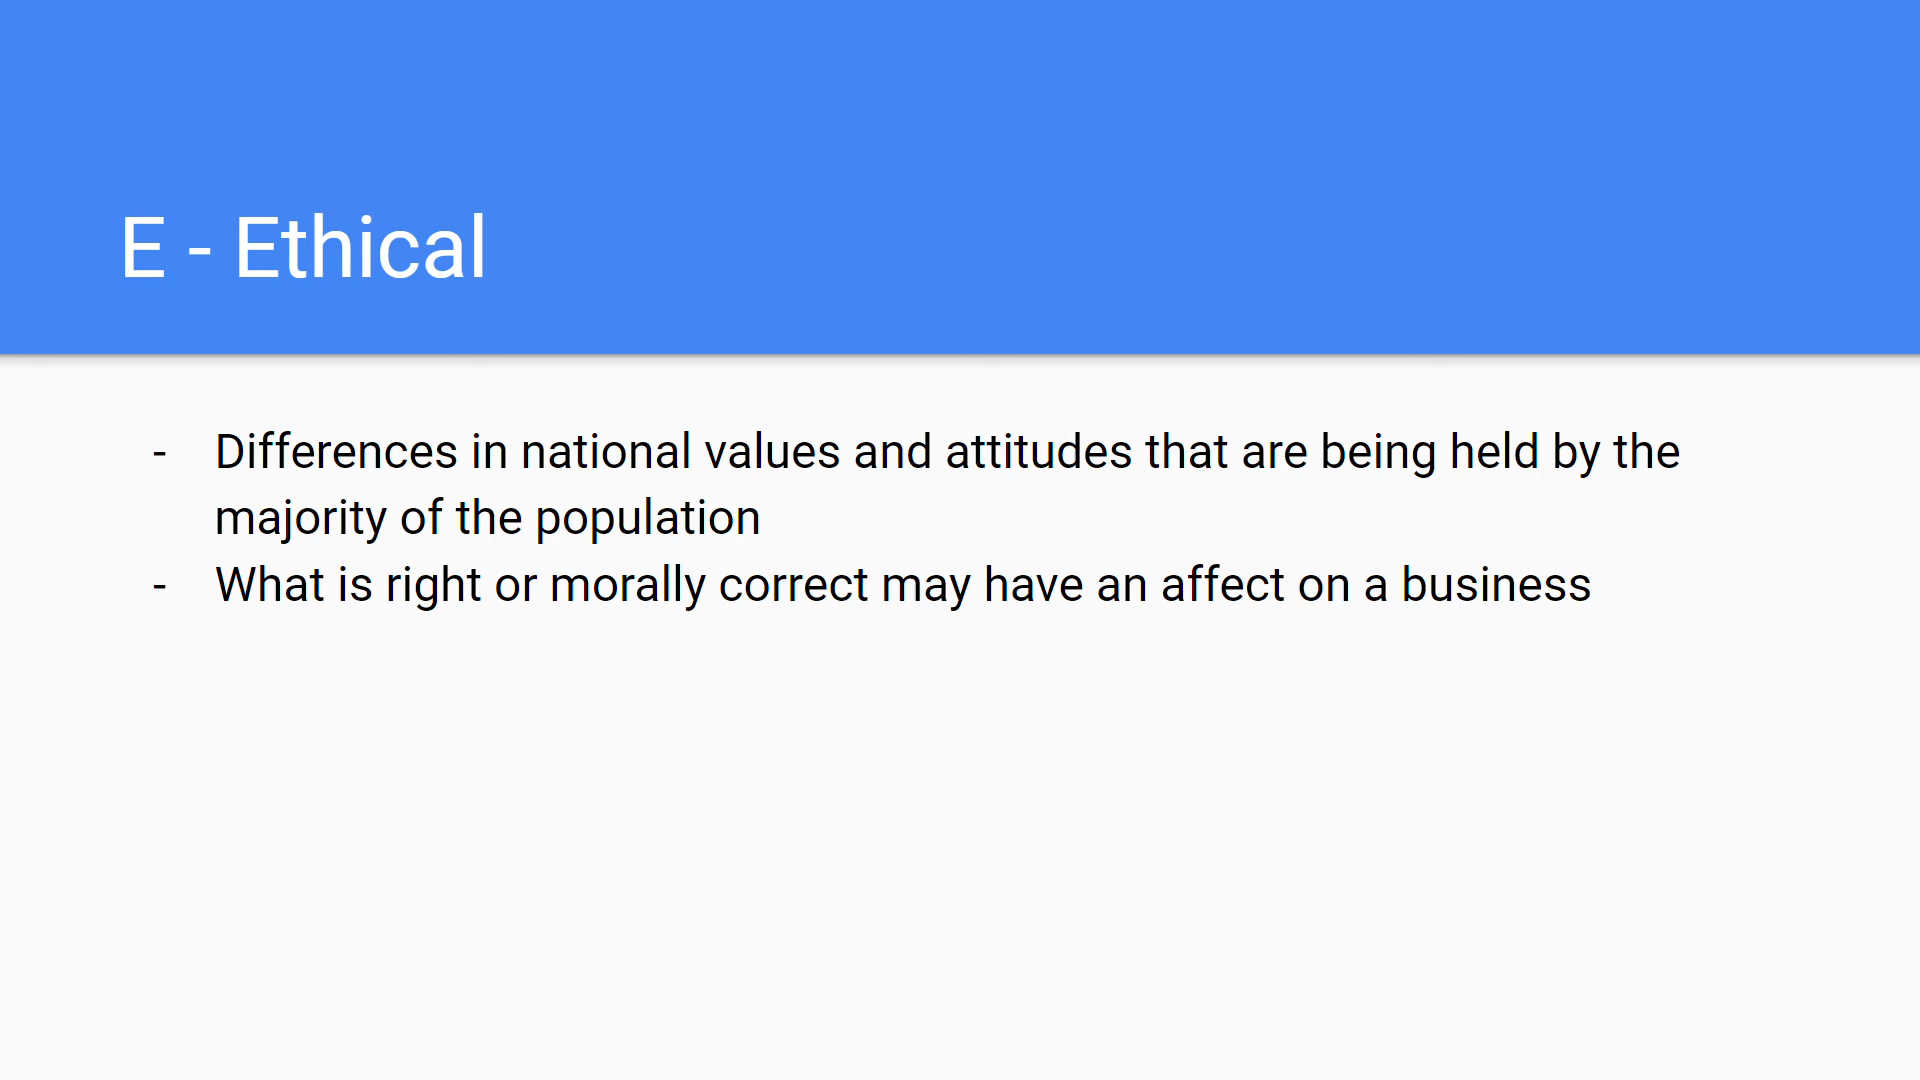 E - Ethical
- Differences in national values and attitudes that are being held by the
majority of the population
- What is right or morally correct may have an affect on a business